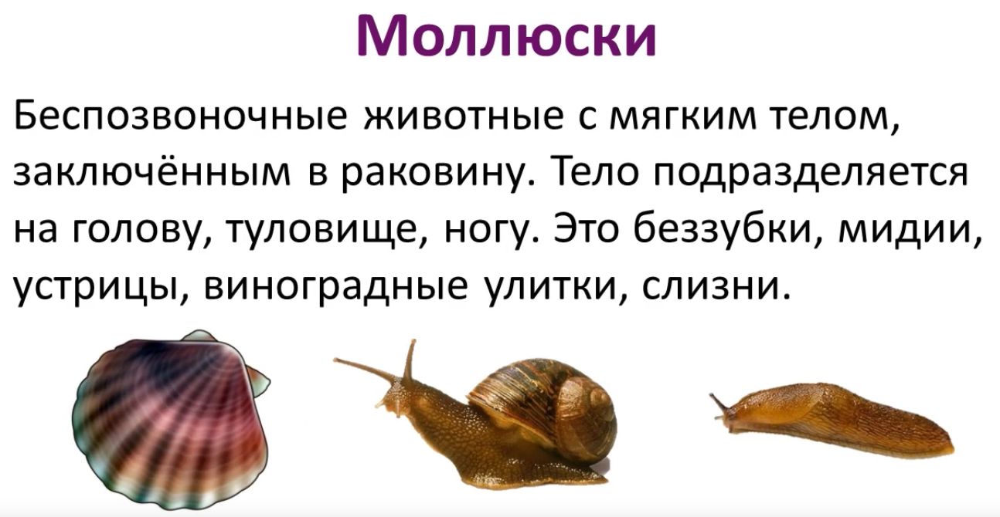 Моллюски
Беспозвоночные животные с мягким телом,
заключённым в раковину. Тело подразделяется
на голову, туловище, ногу. Это беззубки, мидии,
устрицы, виноградные улитки, слизни.